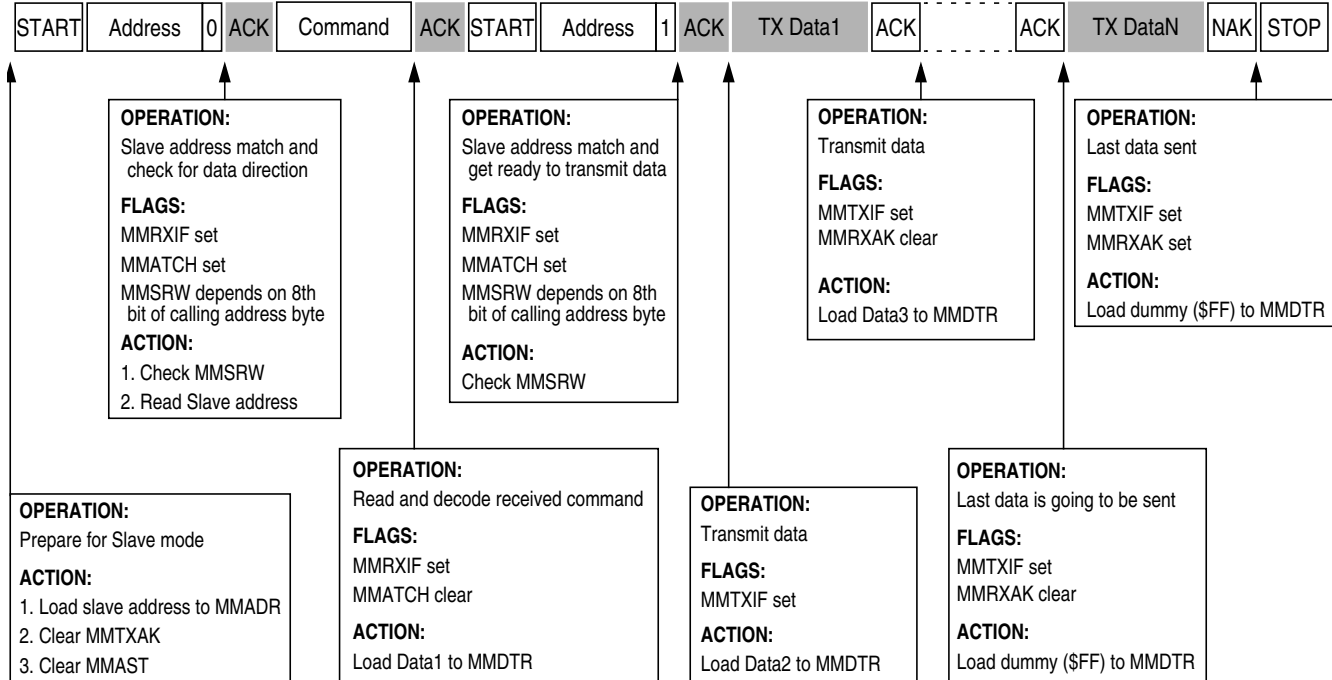 START Address 0 ACK Command ACK START Address 1 ACK TX Data1 ACK ACK TX DataN NAK STOP
OPERATION:
Slave address match and
check for data direction
FLAGS:
MMRXIF set
MMATCH set
MMSRW depends on 8th
bit of calling address byte
ACTION:
1. Check MMSRW
2. Read Slave address
OPERATION:
Slave address match and
get ready to transmit data
FLAGS:
MMRXIF set
MMATCH set
MMSRW depends on 8th
bit of calling address byte
ACTION:
Check MMSRW
OPERATION:
Transmit data
FLAGS:
MMTXIF set
MMRXAK clear
ACTION:
Load Data3 to MMDTR
OPERATION:
Last data sent
FLAGS:
MMTXIF set
MMRXAK set
ACTION:
Load dummy ($FF) to MMDTR
OPERATION:
Prepare for Slave mode
ACTION:
1. Load slave address to MMADR
2. Clear MMTXAK
3. Clear MMAST
OPERATION:
Read and decode received command
FLAGS:
MMRXIF set
MMATCH clear
ACTION:
Load Data1 to MMDTR
OPERATION:
Transmit data
FLAGS:
MMTXIF set
ACTION:
Load Data2 to MMDTR
OPERATION:
Last data is going to be sent
FLAGS:
MMTXIF set
MMRXAK clear
ACTION:
Load dummy ($FF) to MMDTR